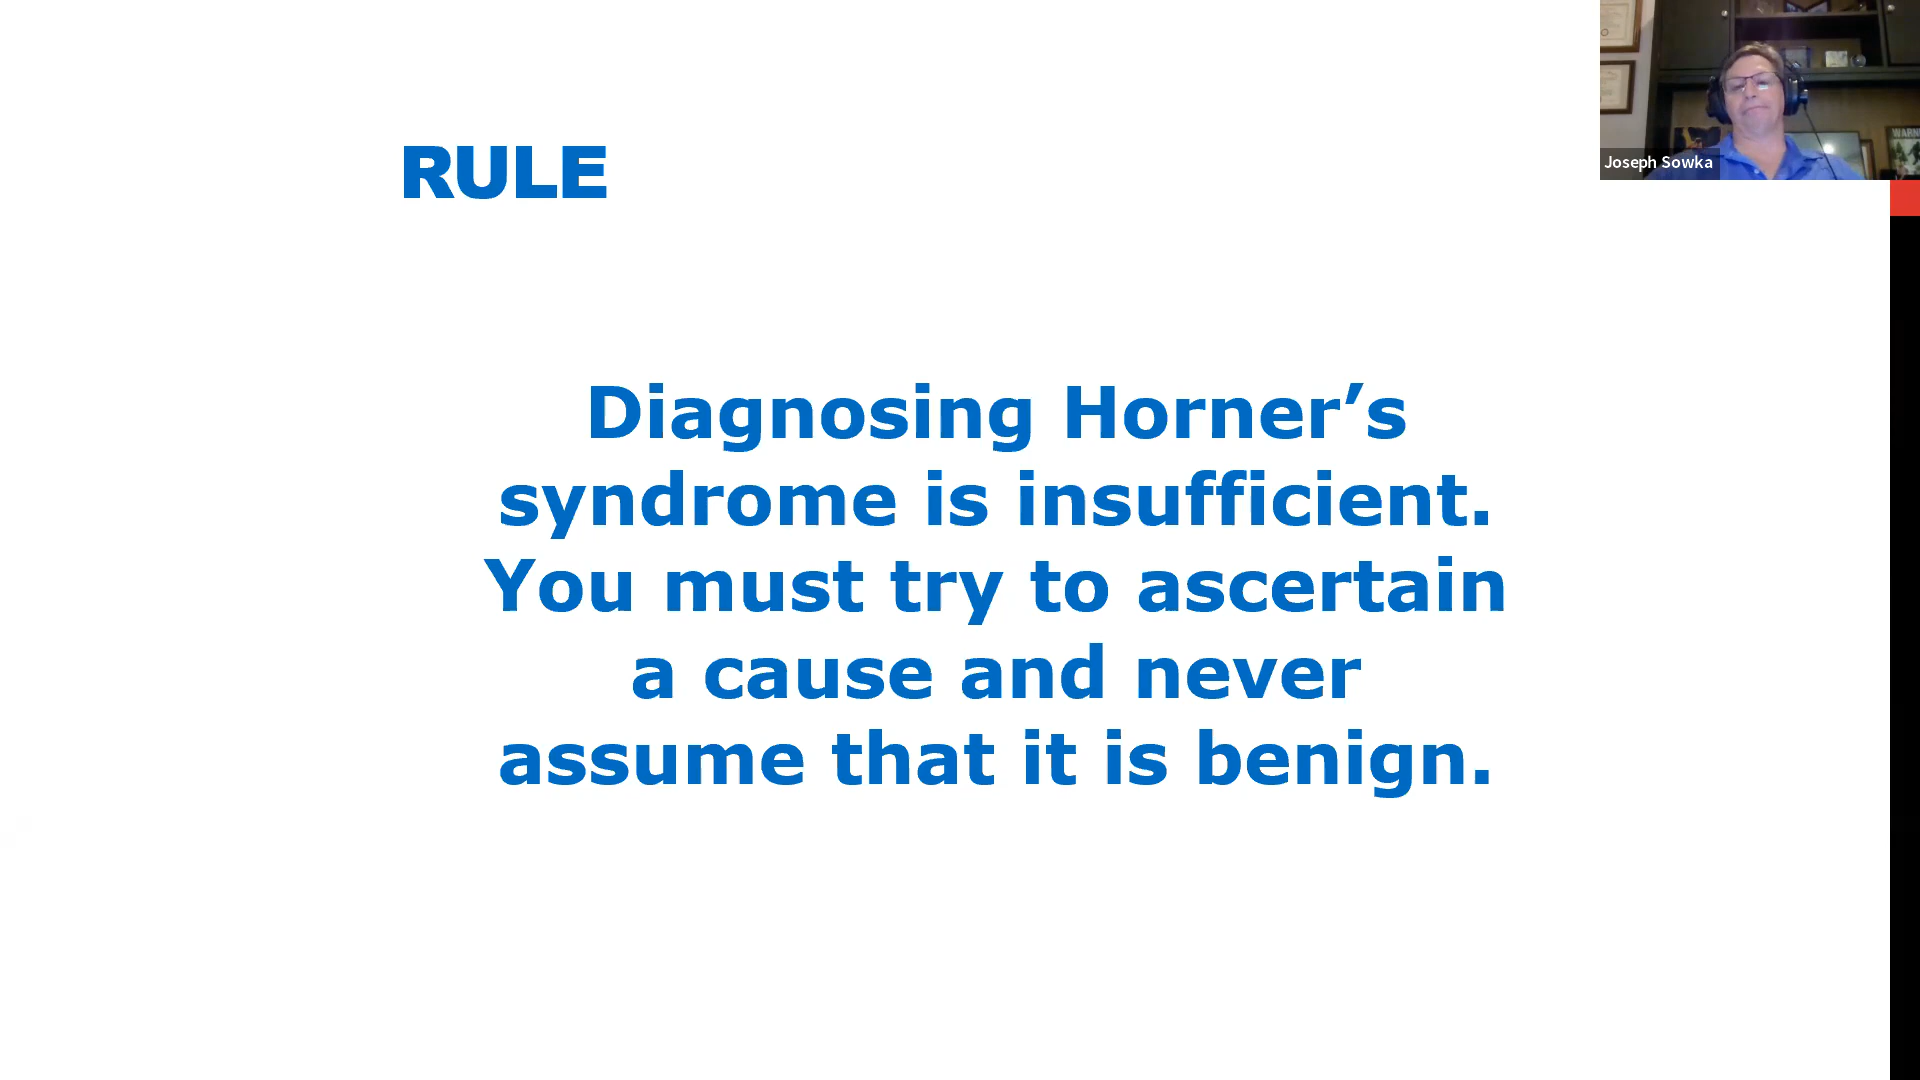 RULE
Diagnosing Horner’s
syndrome is insufficient.
You must try to ascertain
a cause and never
assume that it is benign.
Joseph Sowka
WARN